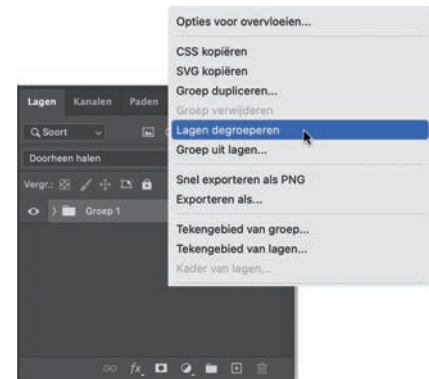 Opties voor overvloeien...
CSS kopiëren
SVG kopiëren
Groep dupliceren...
Groep verwijderen
Lagen degroeperen
Groep uit lagen...
Snel exporteren als PNG
Exporteren als...
Tekengebied van groep...
Tekengebied van lagen...
Kader van lagen...
Lagen Kanalen Paden
Soort
Doorheen halen
Vergr.:
Groep 1
fx